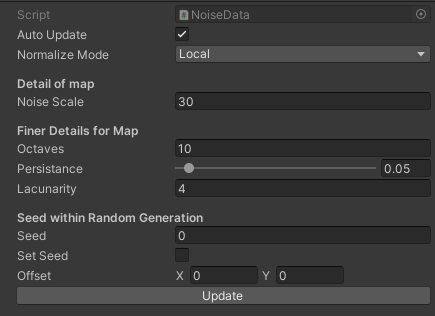 Script NoiseData
Auto Update
Normalize Mode Local
Detail of map
Noise Scale 30
Finer Details for Map
Octaves 10
Persistance 0.05
Lacunarity 4
Seed within Random Generation
Seed 0
Set Seed
Offset X 0 Y 0
Update